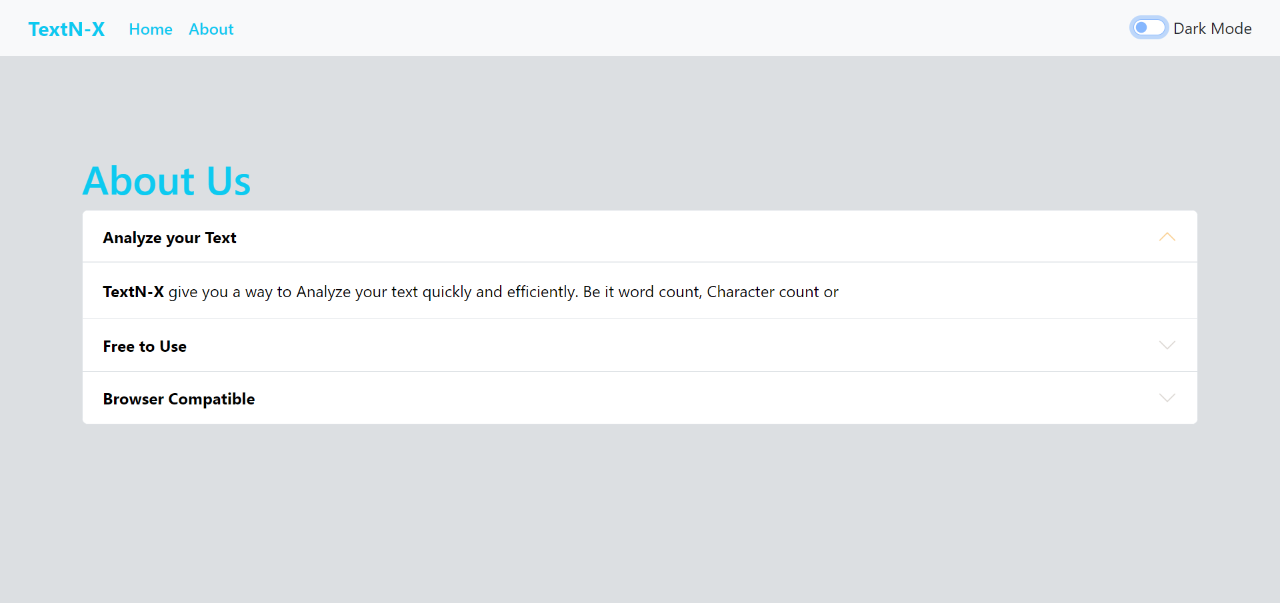 TextN-X Home About Dark Mode
About Us
Analyze your Text
TextN-X give you a way to Analyze your text quickly and efficiently. Be it word count, Character count or
Free to Use
Browser Compatible